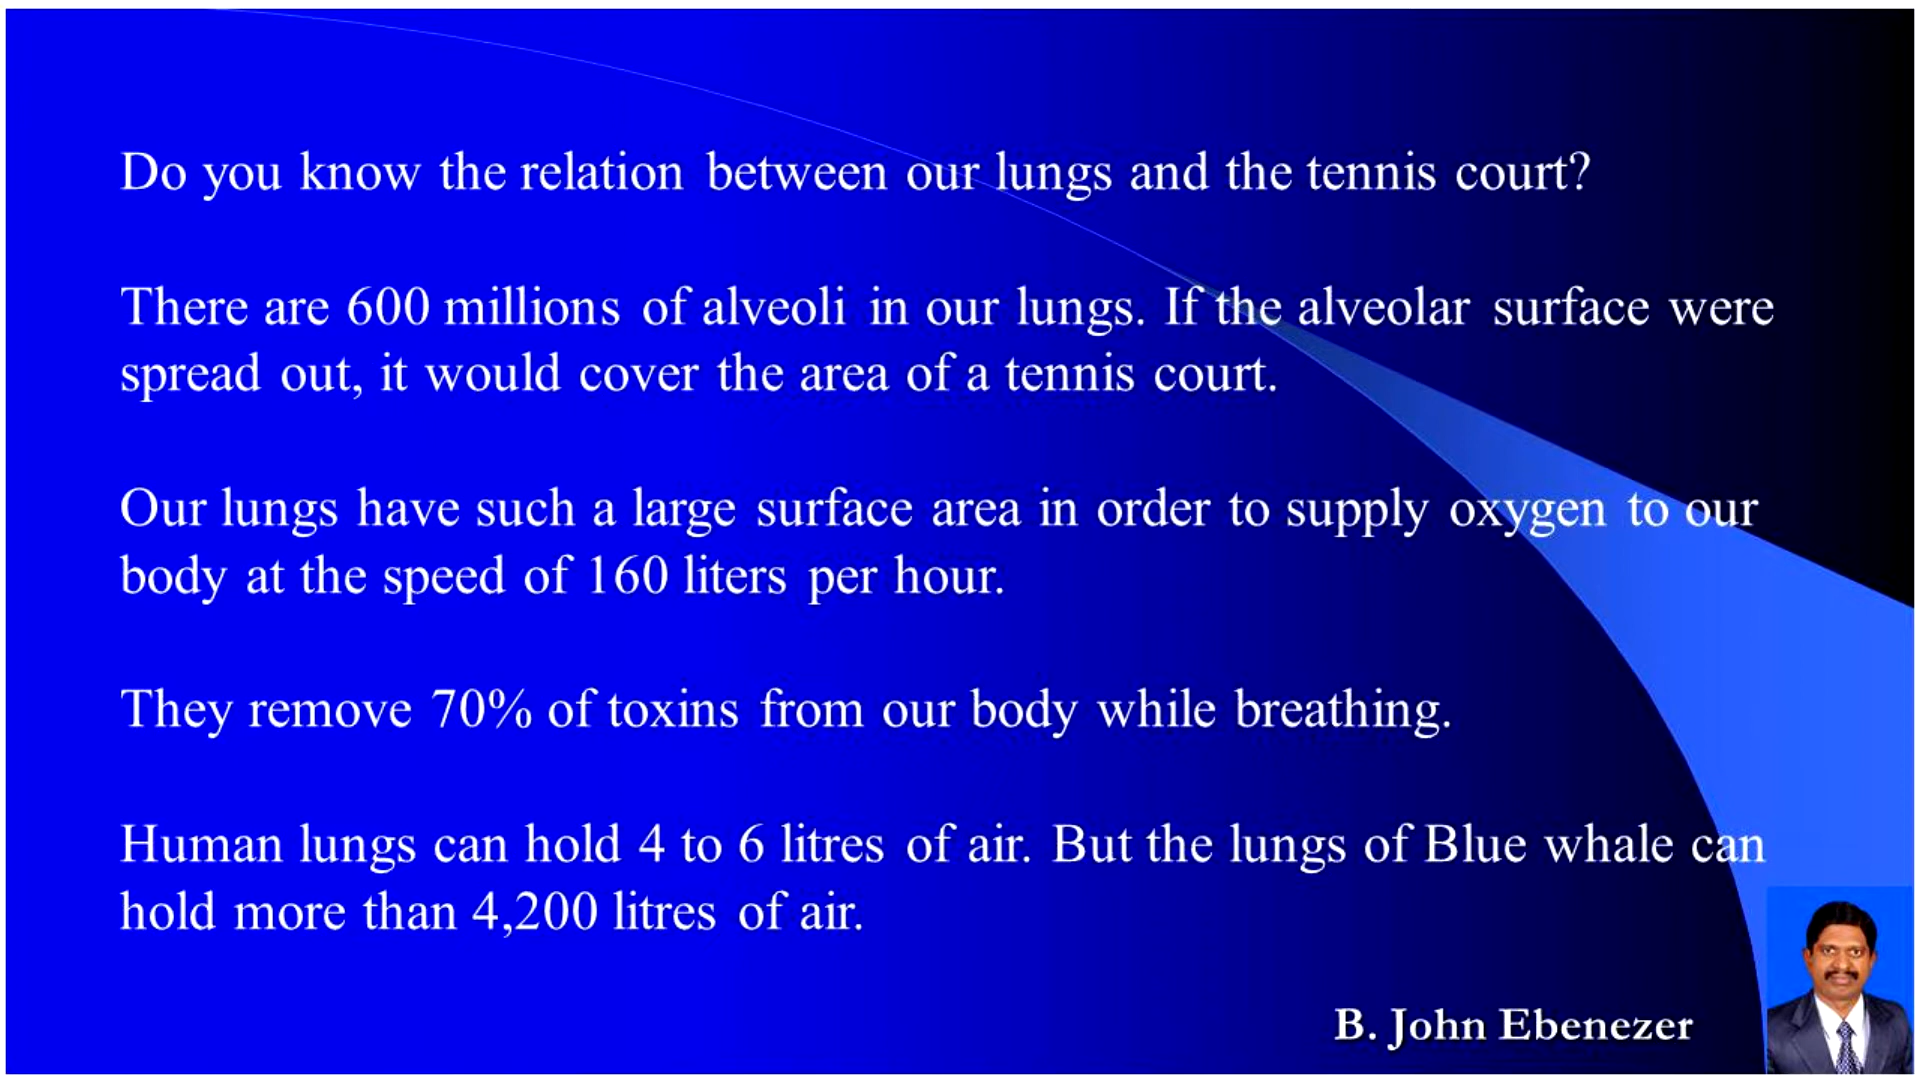 Do you know the relation between our lungs and the tennis court?
There are 600 millions of alveoli in our lungs. If the alveolar surface were
spread out, it would cover the area of a tennis court.
Our lungs have such a large surface area in order to supply oxygen to our
body at the speed of 160 liters per hour.
They remove 70% of toxins from our body while breathing.
Human lungs can hold 4 to 6 litres of air. But the lungs of Blue whale can
hold more than 4,200 litres of air.
B. John Ebenezer